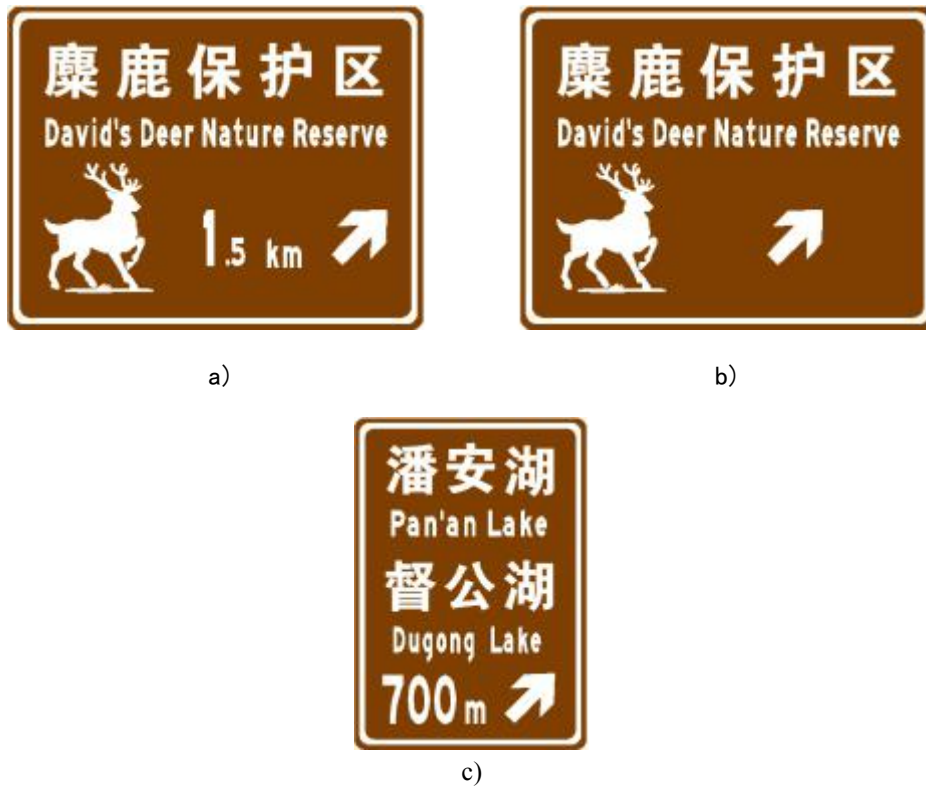 麋鹿保护区
David's Deer Nature Reserve
1.5 km
a)
麋鹿保护区
David's Deer Nature Reserve
b)
潘安湖
Pan'an Lake
督公湖
Dugong Lake
700 m
c)